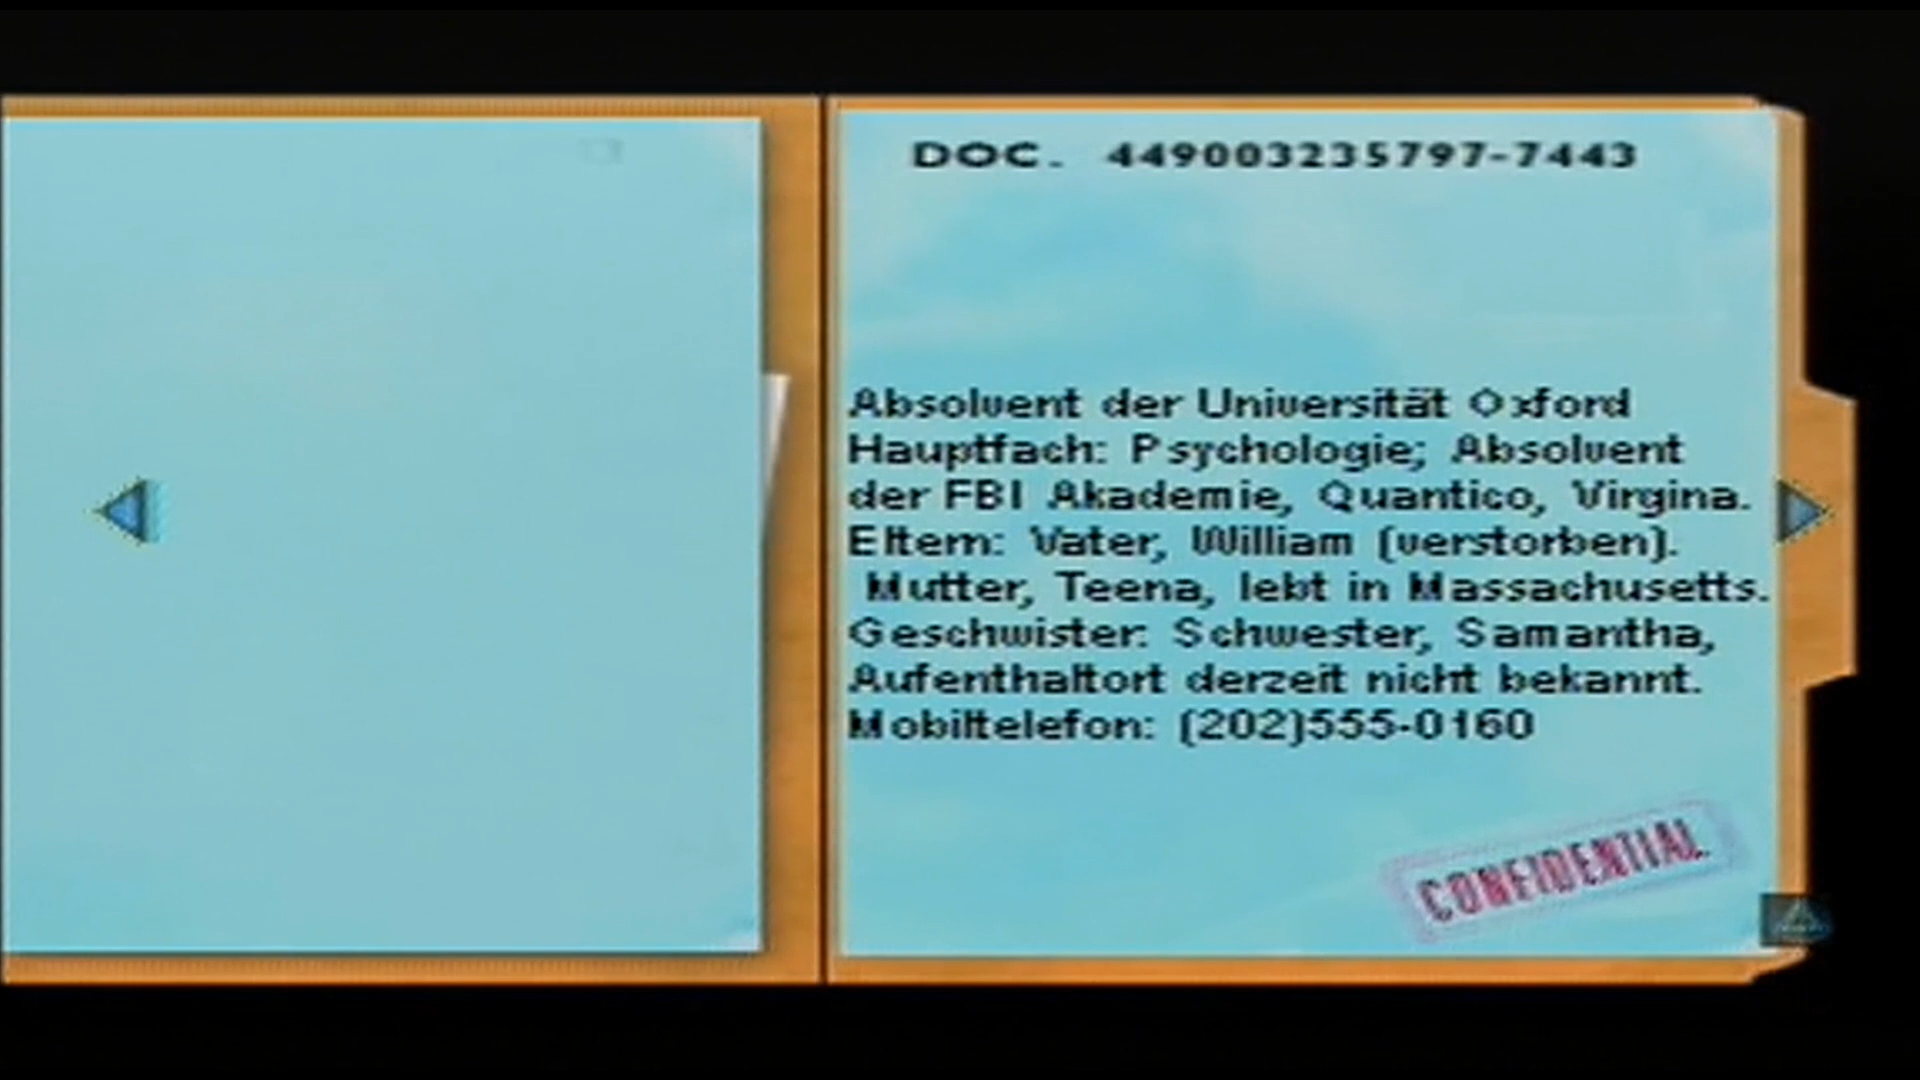 DOC. 449003235797-7443
Absolvent der Universität Oxford
Hauptfach: Psychologie; Absolvent
der FBI Akademie, Quantico, Virgina.
Eltern: Vater, William (verstorben).
Mutter, Teena, lebt in Massachusetts.
Geschwister: Schwester, Samantha,
Aufenthaltort derzeit nicht bekannt.
Mobiltelefon: (202)555-0160
CONFIDENTIAL